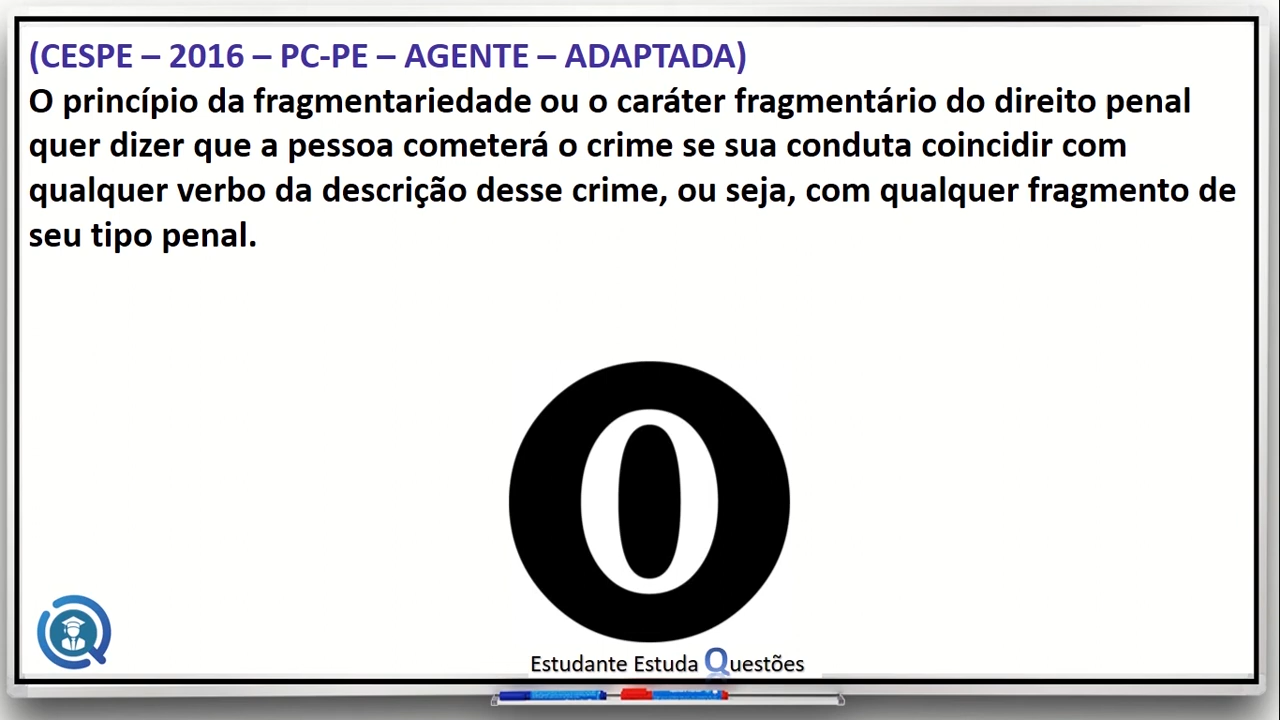 (CESPE – 2016 – PC-PE – AGENTE – ADAPTADA)
O princípio da fragmentariedade ou o caráter fragmentário do direito penal
quer dizer que a pessoa cometerá o crime se sua conduta coincidir com
qualquer verbo da descrição desse crime, ou seja, com qualquer fragmento de
seu tipo penal.
0
Estudante Estuda Questões